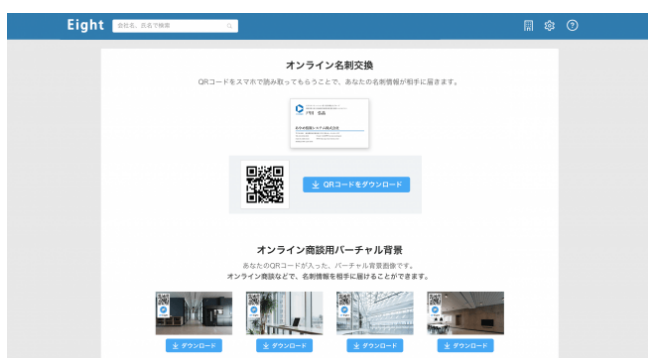 Eight
会社名、氏名で検索
オンライン名刺交換
QRコードをスマホで読み取ってもらうことで、あなたの名刺情報が相手に届きます。
QRコードをダウンロード
オンライン商談用バーチャル背景
あなたのQRコードが入った、バーチャル背景画像です。
オンライン商談などで、名刺情報を相手に届けることができます。
ダウンロード
ダウンロード
ダウンロード
ダウンロード